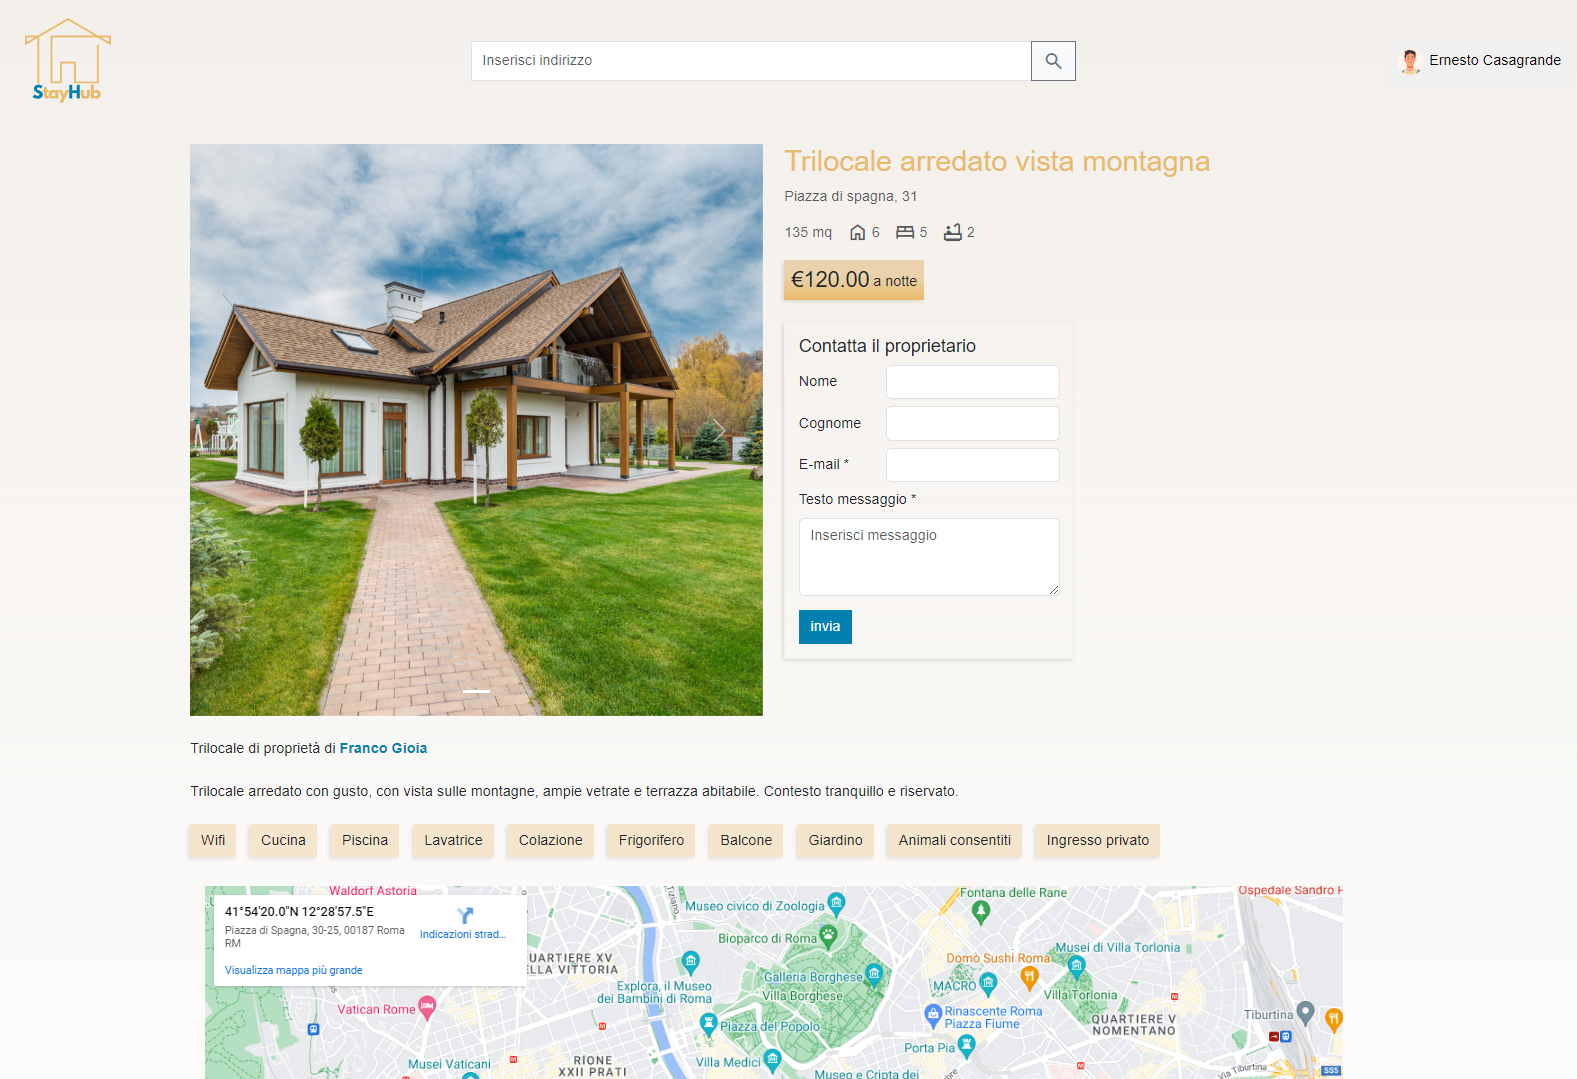 StayHub
Inserisci indirizzo
Ernesto Casagrande
Trilocale arredato vista montagna
Piazza di spagna, 31
135 mq 6 5 2
€120.00 a notte
Contatta il proprietario
Nome
Cognome
E-mail *
Testo messaggio *
Inserisci messaggio
invia
Trilocale di proprietà di Franco Gioia
Trilocale arredato con gusto, con vista sulle montagne, ampie vetrate e terrazza abitabile. Contesto tranquillo e riservato.
Wifi Cucina Piscina Lavatrice Colazione Frigorifero Balcone Giardino Animali consentiti Ingresso privato
Waldorf Astoria
41°54'20.0"N 12°28'57.5"E
Piazza di Spagna, 30-25, 00187 Roma
RM
Indicazioni strad...
Visualizza mappa più grande
Tiziano
Museo civico di Zoologia
Fontana delle Rane
Ospedale Sandro P
Bioparco di Roma
Musei di Villa Torlonia
UARTIERE XV
ELLA VITTORIA
Domò Sushi Roma
Galleria Borghese
Explora, il Museo
dei Bambini di Roma
Villa Borghese
MACRO
Villa Torlonia
Vatican Rome
Rinascente Roma
Piazza Fiume
Piazza del Popolo
QUARTIERE V
NOMENTANO
Tiburtina
Porta Pia
Musei Vaticani
RIONE
XXII PRATI
Villa Medici
Museo e Cripta dei
Via Tiburtina
SS5